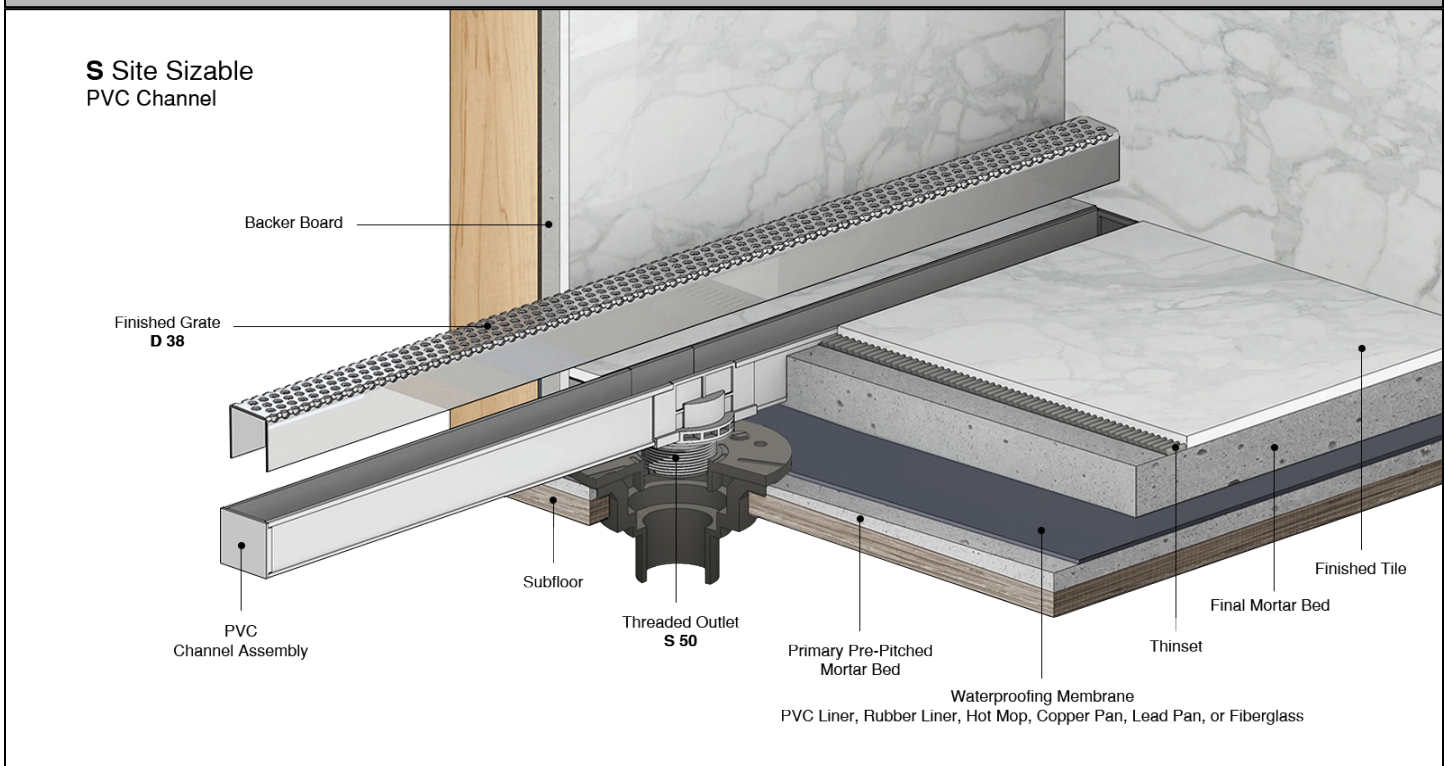 S Site Sizable
PVC Channel
Backer Board
Finished Grate
D 38
PVC
Channel Assembly
Subfloor
Threaded Outlet
S 50
Primary Pre-Pitched
Mortar Bed
Waterproofing Membrane
PVC Liner, Rubber Liner, Hot Mop, Copper Pan, Lead Pan, or Fiberglass
Thinset
Final Mortar Bed
Finished Tile